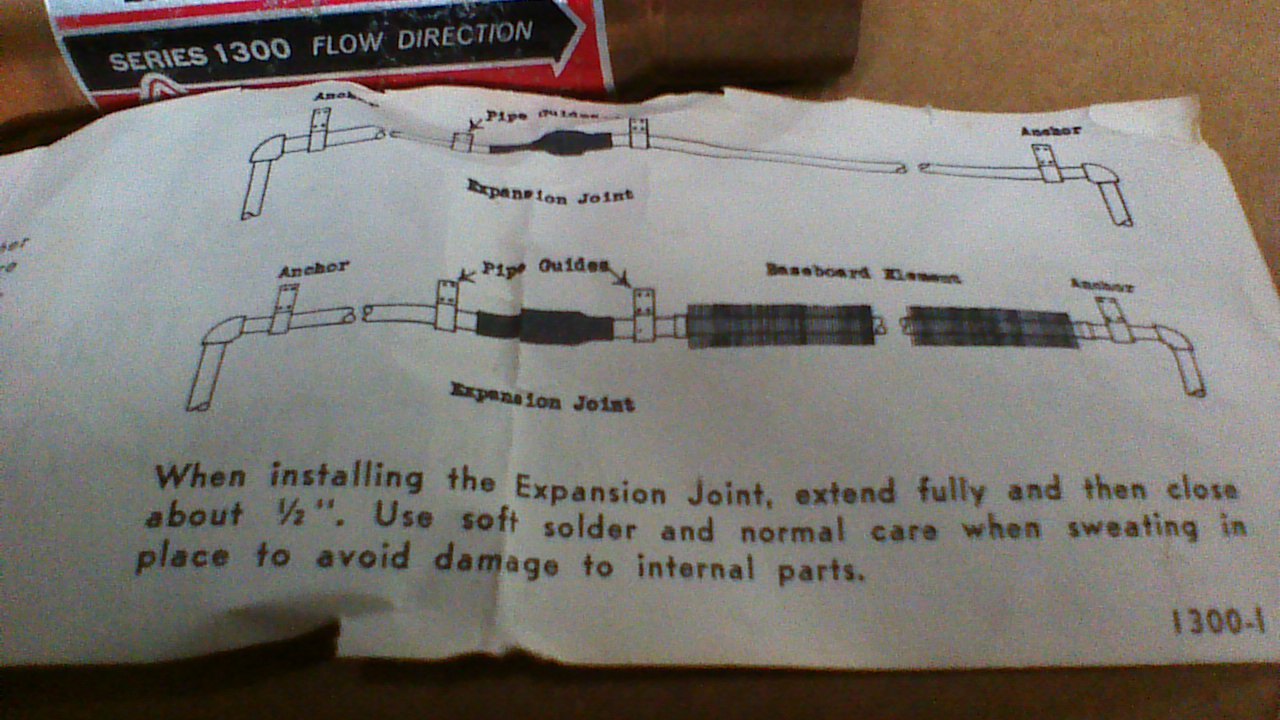 SERIES 1300 FLOW DIRECTION
Pipe Guides
Anchor
Expansion Joint
Anchor
Pipe Guides
Baseboard Element
Anchor
Expansion Joint
When installing the Expansion Joint, extend fully and then close
about ½". Use soft solder and normal care when sweating in
place to avoid damage to internal parts.
1300-1